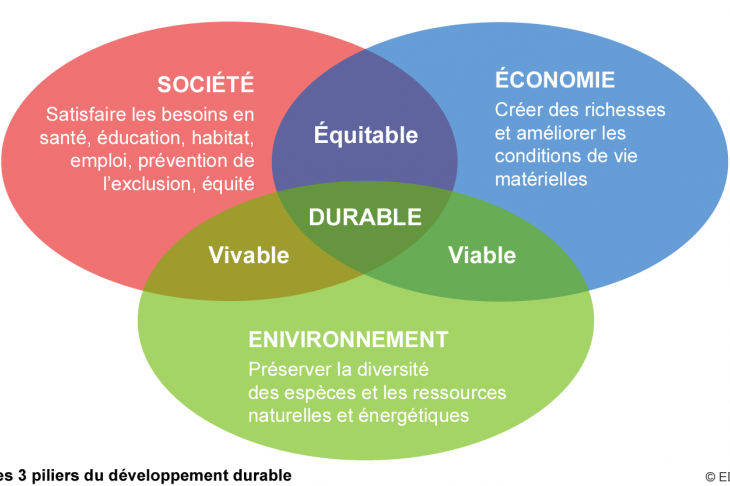 SOCIÉTÉ
Satisfaire les besoins en
santé, éducation, habitat,
emploi, prévention de
l’exclusion, équité
ÉCONOMIE
Créer des richesses
et améliorer les
conditions de vie
matérielles
Équitable
DURABLE
Vivable
Viable
ENIVIRONNEMENT
Préserver la diversité
des espèces et les ressources
naturelles et énergétiques
es 3 piliers du développement durable
©